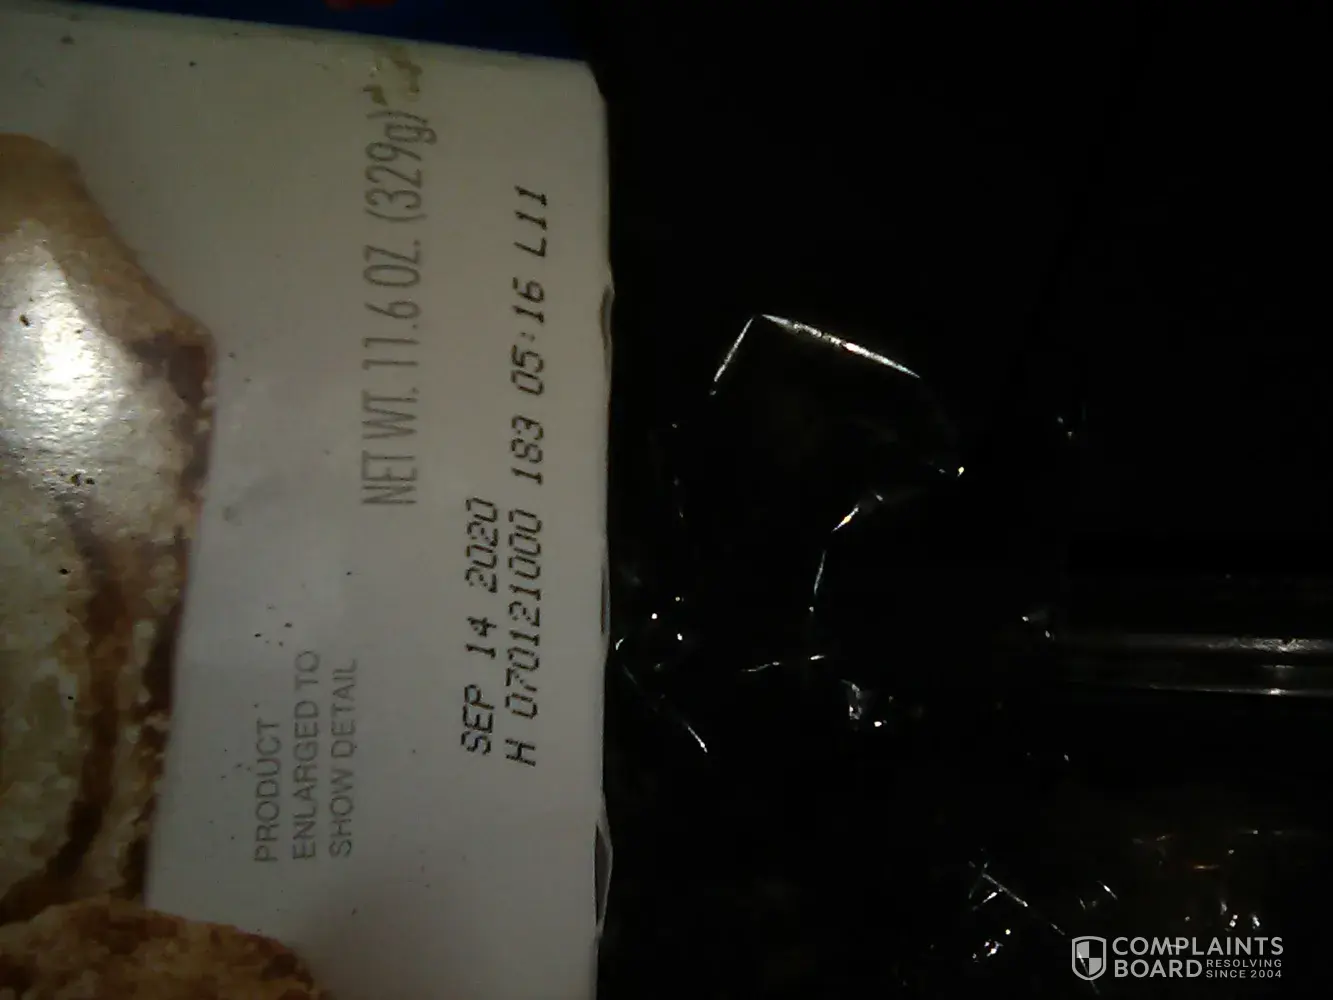 NET WT. 11.6 OZ. (329g)
SEP 14 2020
H 070121000 183 05:16 L11
PRODUCT
ENLARGED TO
SHOW DETAIL
COMPLAINTS
BOARD RESOLVING
SINCE 2004